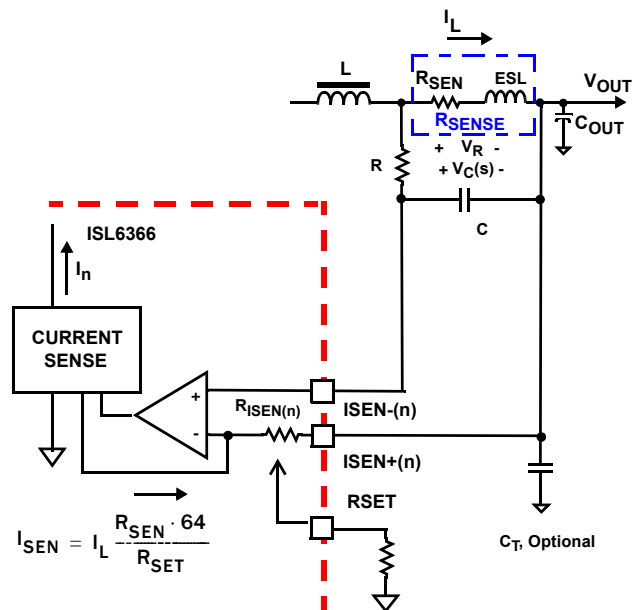 I_L
L
R_SEN
ESL
V_OUT
R_SENSE
C_OUT
+ V_R -
+ V_C(s) -
R
C
ISL6366
I_n
CURRENT
SENSE
+
-
R_ISEN(n)
ISEN-(n)
ISEN+(n)
RSET
I_SEN = I_L R_SEN · 64 / R_SET
C_T, Optional